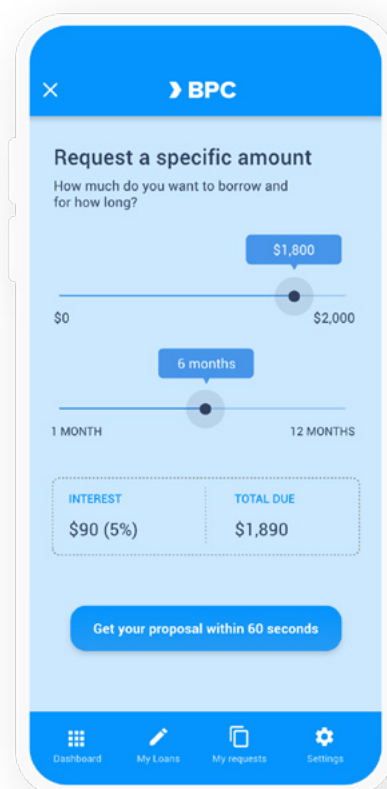 BPC
Request a specific amount
How much do you want to borrow and
for how long?
$1,800
$0
$2,000
6 months
1 MONTH
12 MONTHS
INTEREST
TOTAL DUE
$90 (5%)
$1,890
Get your proposal within 60 seconds
Dashboard
My Loans
My requests
Settings